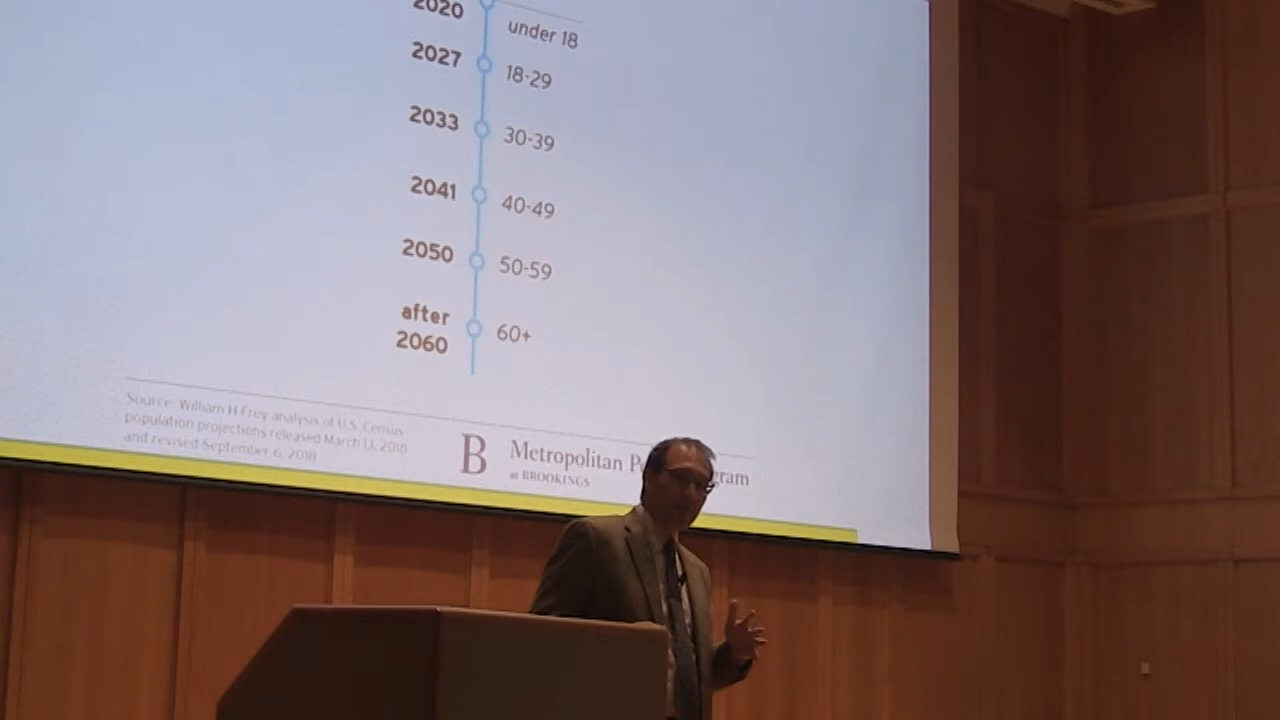 2020
under 18
2027
18-29
2033
30-39
2041
40-49
2050
50-59
after
2060
60+
Source: William H Frey analysis of U.S. Census
population projections released March 13, 2018
and revised September 6, 2018
B
Metropolitan
gram
at BROOKINGS